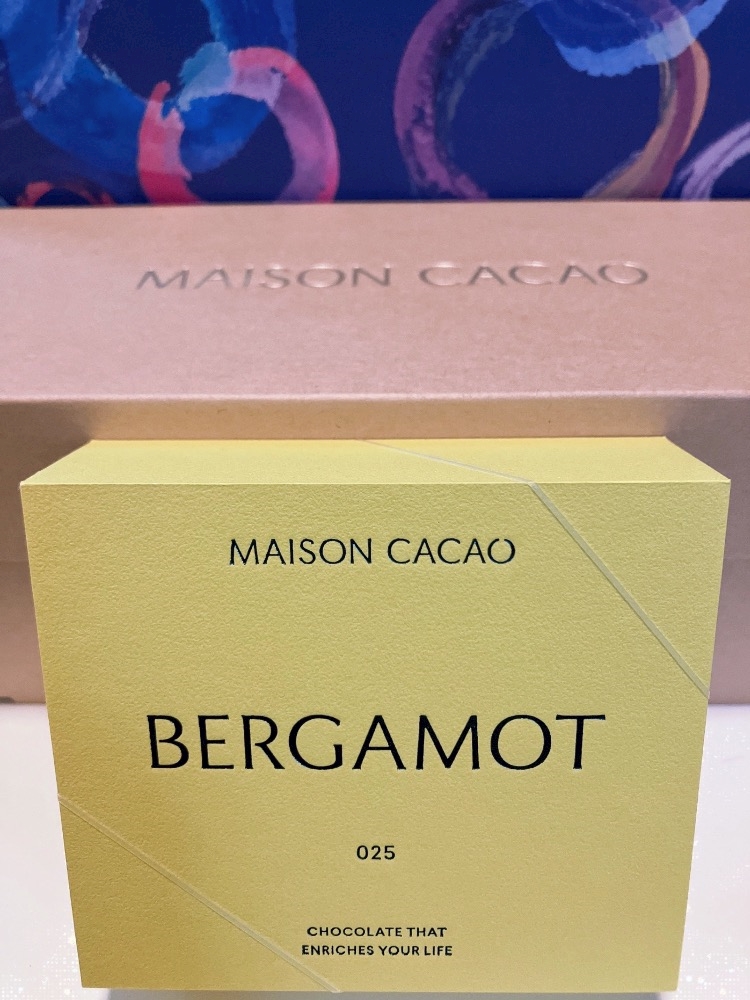 MAISON CACAO
MAISON CACAO
BERGAMOT
025
CHOCOLATE THAT
ENRICHES YOUR LIFE